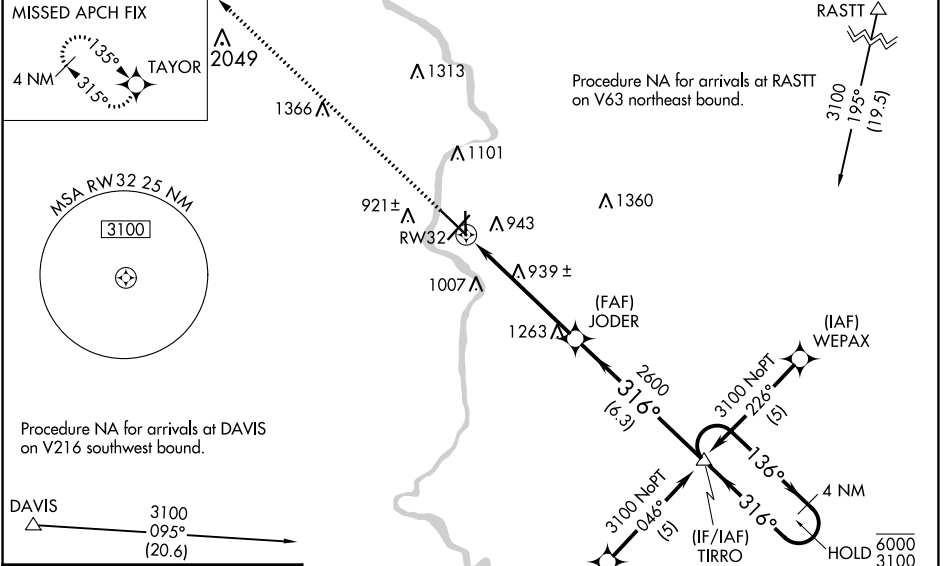 MISSED APCH FIX
135°
TAYOR
4 NM
315°
2049
1313
1366
RASTT
Procedure NA for arrivals at RASTT
on V63 northeast bound.
3100
195°
(19.5)
1101
MSA RW32 25 NM
3100
921±
RW32
943
1360
939 ±
1007
(FAF)
JODER
1263
(IAF)
WEPAX
2600
316°
(6.3)
3100 NoPT
226°
(5)
Procedure NA for arrivals at DAVIS
on V216 southwest bound.
136°
4 NM
316°
3100 NoPT
046°
(5)
(IF/IAF)
TIRRO
HOLD
6000
3100
DAVIS
3100
095°
(20.6)